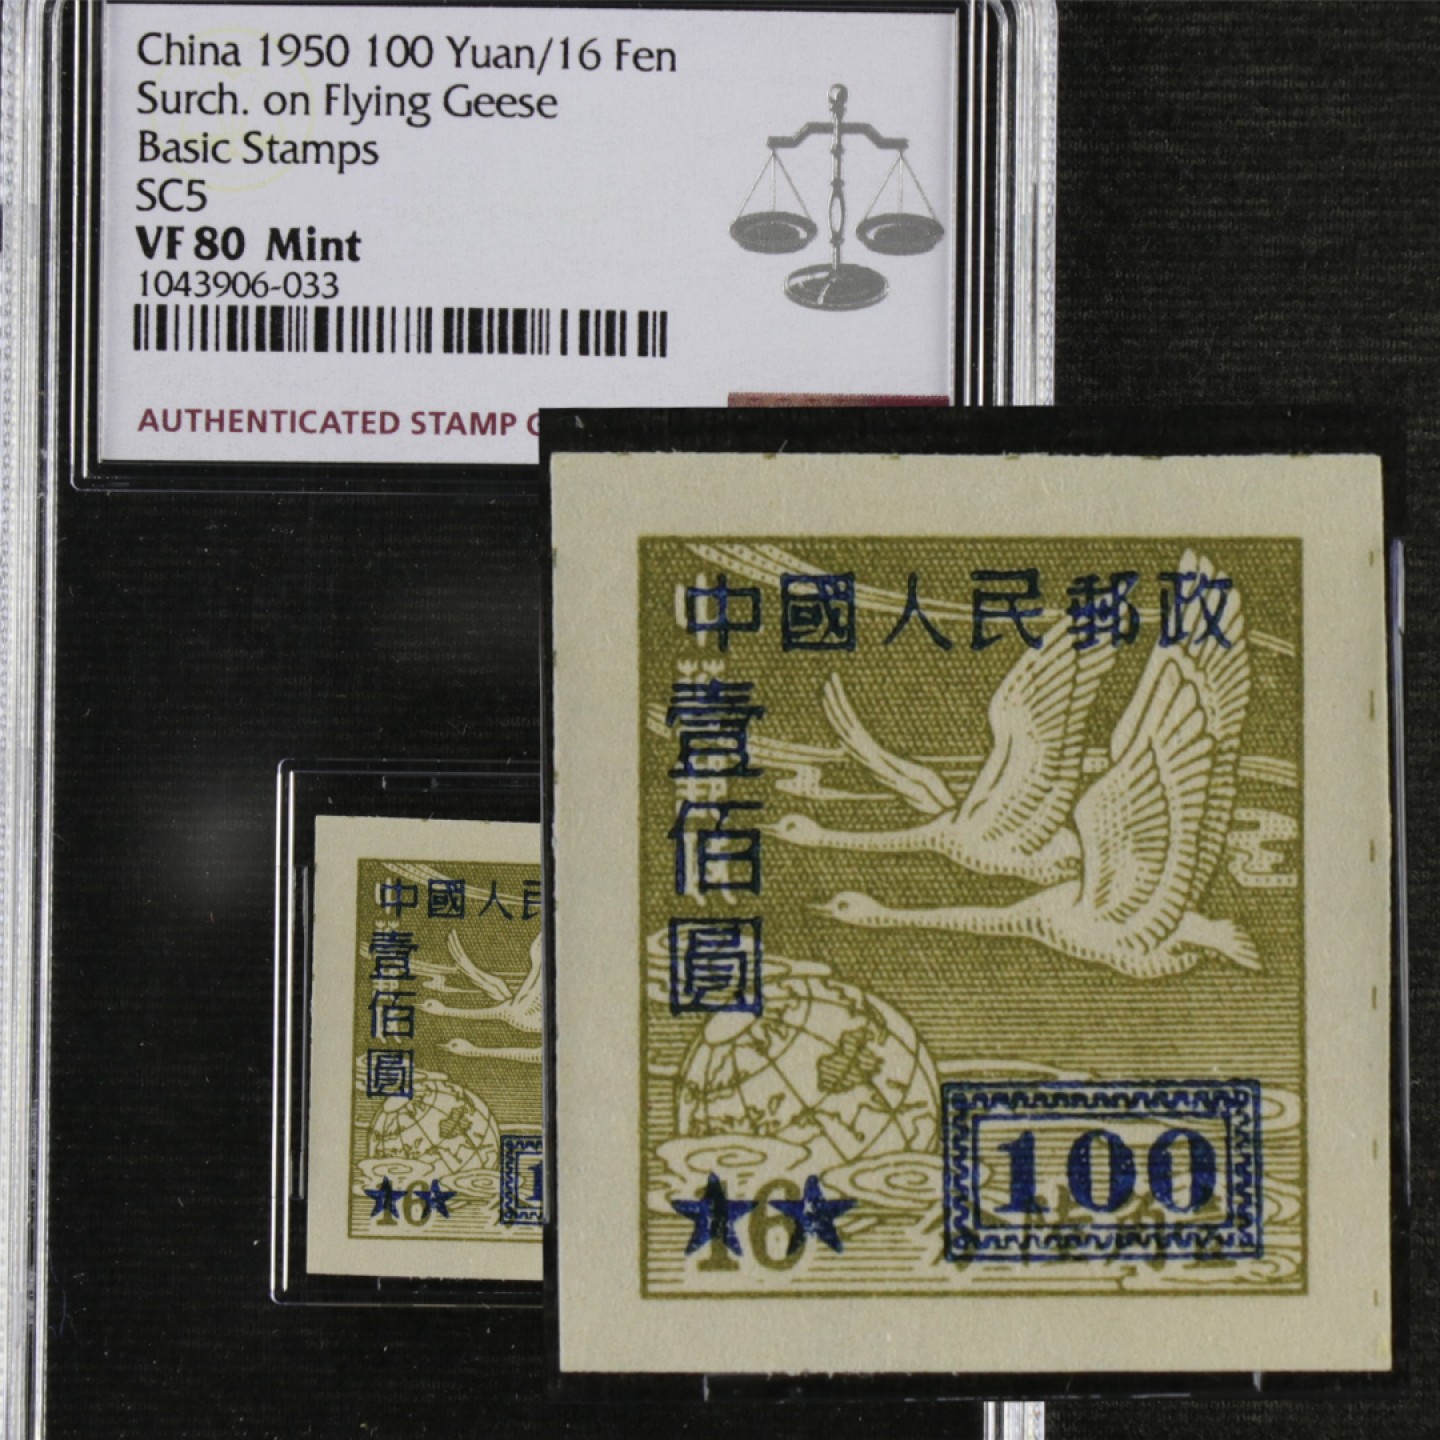 China 1950 100 Yuan/16 Fen
Surch. on Flying Geese
Basic Stamps
SC5
VF 80 Mint
1043906-033
AUTHENTICATED STAMP G
中國人民郵政
壹佰圓
16
100
中國人民
壹佰圓
16
1